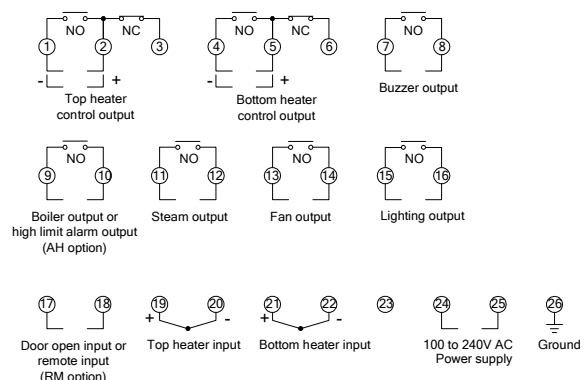 NO NC NO NC NO
1 2 3 4 5 6 7 8
- + - +
Top heater
control output
Bottom heater
control output
Buzzer output
NO NO NO NO
9 10 11 12 13 14 15 16
Boiler output or
high limit alarm output
(AH option)
Steam output
Fan output
Lighting output
17 18 19 20 21 22 23 24 25 26
+ - + -
Door open input or
remote input
(RM option)
Top heater input
Bottom heater input
100 to 240V AC
Power supply
Ground